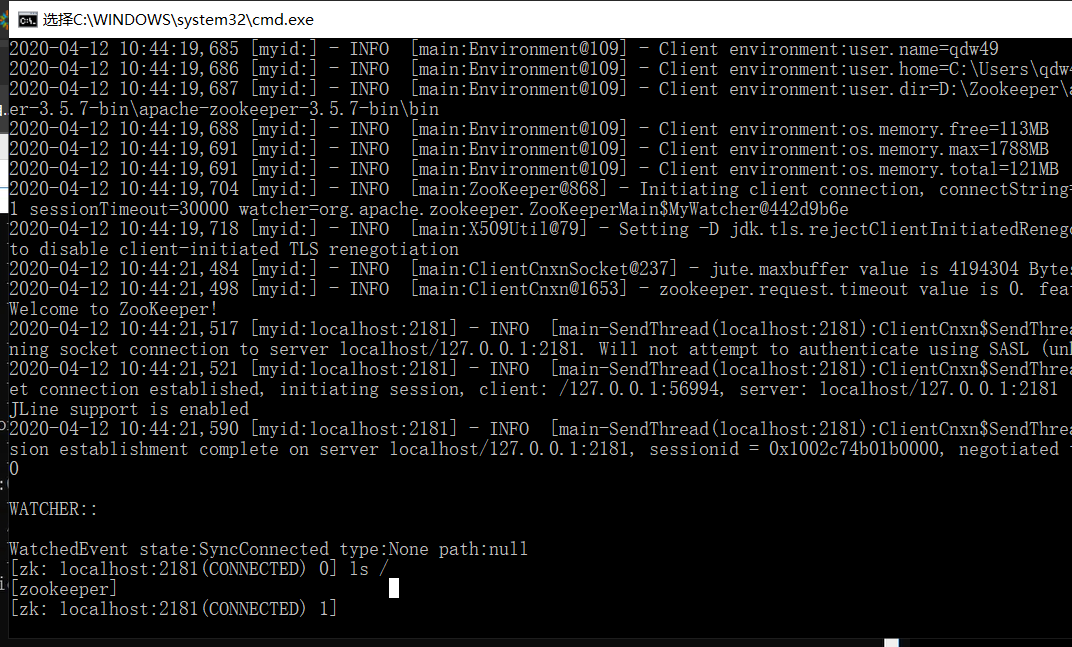 选择C:\WINDOWS\system32\cmd.exe
2020-04-12 10:44:19,685 [myid:] - INFO  [main:Environment@109] - Client environment:user.name=qdw49
2020-04-12 10:44:19,686 [myid:] - INFO  [main:Environment@109] - Client environment:user.home=C:\Users\qdw4
2020-04-12 10:44:19,687 [myid:] - INFO  [main:Environment@109] - Client environment:user.dir=D:\Zookeeper\a
er-3.5.7-bin\apache-zookeeper-3.5.7-bin\bin
2020-04-12 10:44:19,688 [myid:] - INFO  [main:Environment@109] - Client environment:os.memory.free=113MB
2020-04-12 10:44:19,691 [myid:] - INFO  [main:Environment@109] - Client environment:os.memory.max=1788MB
2020-04-12 10:44:19,691 [myid:] - INFO  [main:Environment@109] - Client environment:os.memory.total=121MB
2020-04-12 10:44:19,704 [myid:] - INFO  [main:ZooKeeper@868] - Initiating client connection, connectString=
l sessionTimeout=30000 watcher=org.apache.zookeeper.ZooKeeperMain$MyWatcher@442d9b6e
2020-04-12 10:44:19,718 [myid:] - INFO  [main:X509Util@79] - Setting -D jdk.tls.rejectClientInitiatedRenego
to disable client-initiated TLS renegotiation
2020-04-12 10:44:21,484 [myid:] - INFO  [main:ClientCnxnSocket@237] - jute.maxbuffer value is 4194304 Bytes
2020-04-12 10:44:21,498 [myid:] - INFO  [main:ClientCnxn@1653] - zookeeper.request.timeout value is 0. feat
Welcome to ZooKeeper!
2020-04-12 10:44:21,517 [myid:localhost:2181] - INFO  [main-SendThread(localhost:2181):ClientCnxn$SendThrea
ning socket connection to server localhost/127.0.0.1:2181. Will not attempt to authenticate using SASL (unk
2020-04-12 10:44:21,521 [myid:localhost:2181] - INFO  [main-SendThread(localhost:2181):ClientCnxn$SendThrea
et connection established, initiating session, client: /127.0.0.1:56994, server: localhost/127.0.0.1:2181
JLine support is enabled
2020-04-12 10:44:21,590 [myid:localhost:2181] - INFO  [main-SendThread(localhost:2181):ClientCnxn$SendThrea
sion establishment complete on server localhost/127.0.0.1:2181, sessionid = 0x1002c74b01b0000, negotiated t
0
WATCHER::
WatchedEvent state:SyncConnected type:None path:null
[zk: localhost:2181(CONNECTED) 0] ls /
[zookeeper]
[zk: localhost:2181(CONNECTED) 1]